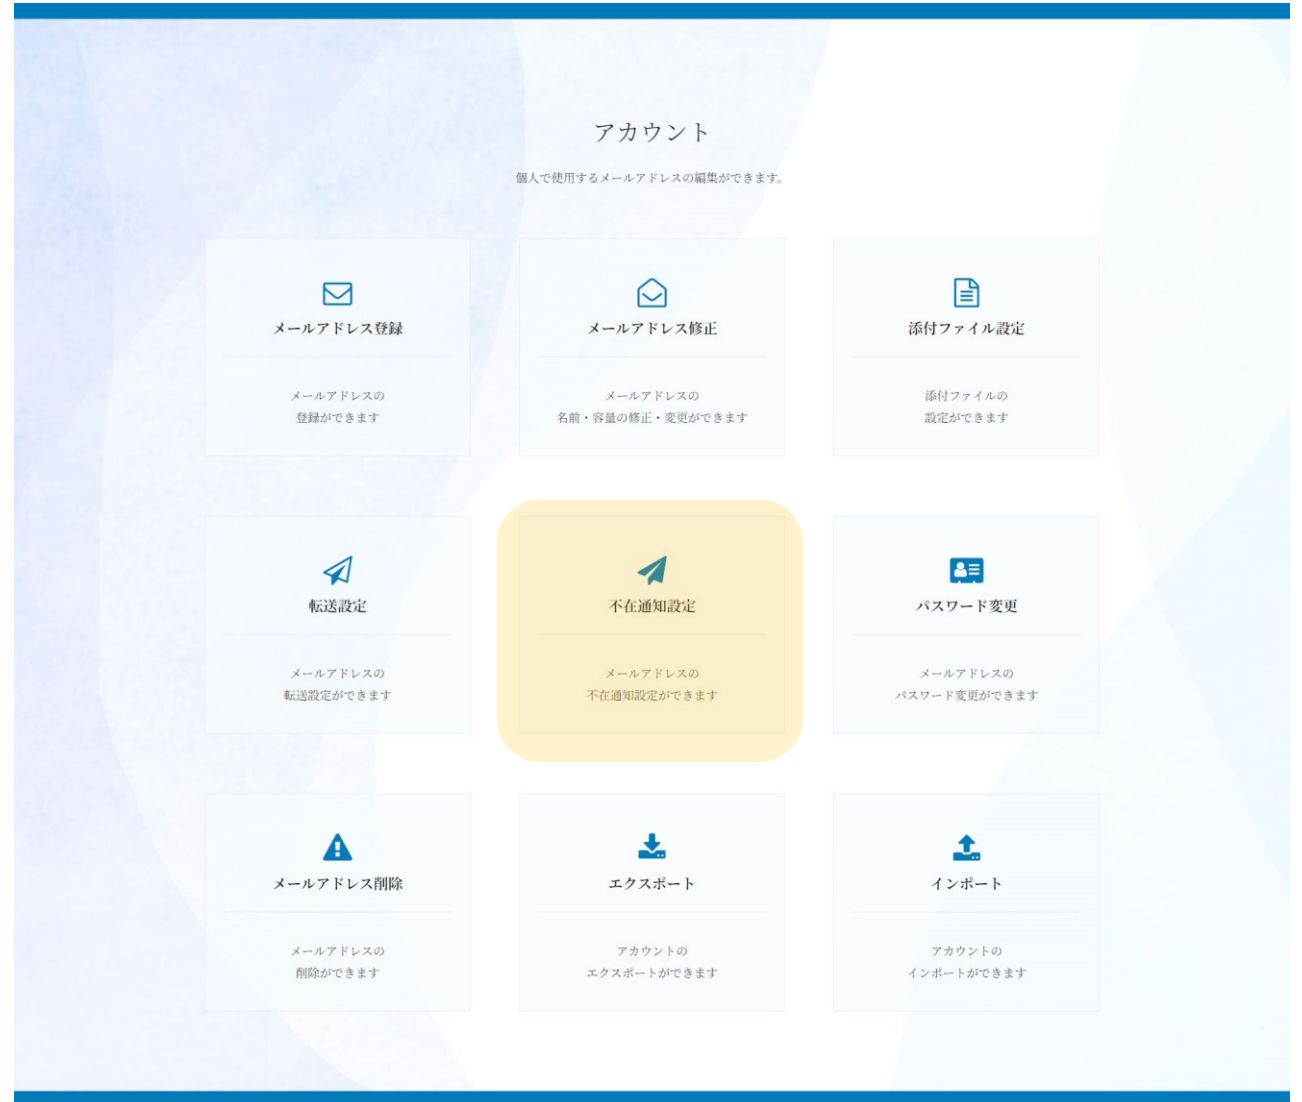 アカウント
個人で使用するメールアドレスの編集ができます。
メールアドレス登録
メールアドレスの
登録ができます
メールアドレス修正
メールアドレスの
名前・容量の修正・変更ができます
添付ファイル設定
添付ファイルの
設定ができます
転送設定
メールアドレスの
転送設定ができます
不在通知設定
メールアドレスの
不在通知設定ができます
パスワード変更
メールアドレスの
パスワード変更ができます
メールアドレス削除
メールアドレスの
削除ができます
エクスポート
アカウントの
エクスポートができます
インポート
アカウントの
インポートができます